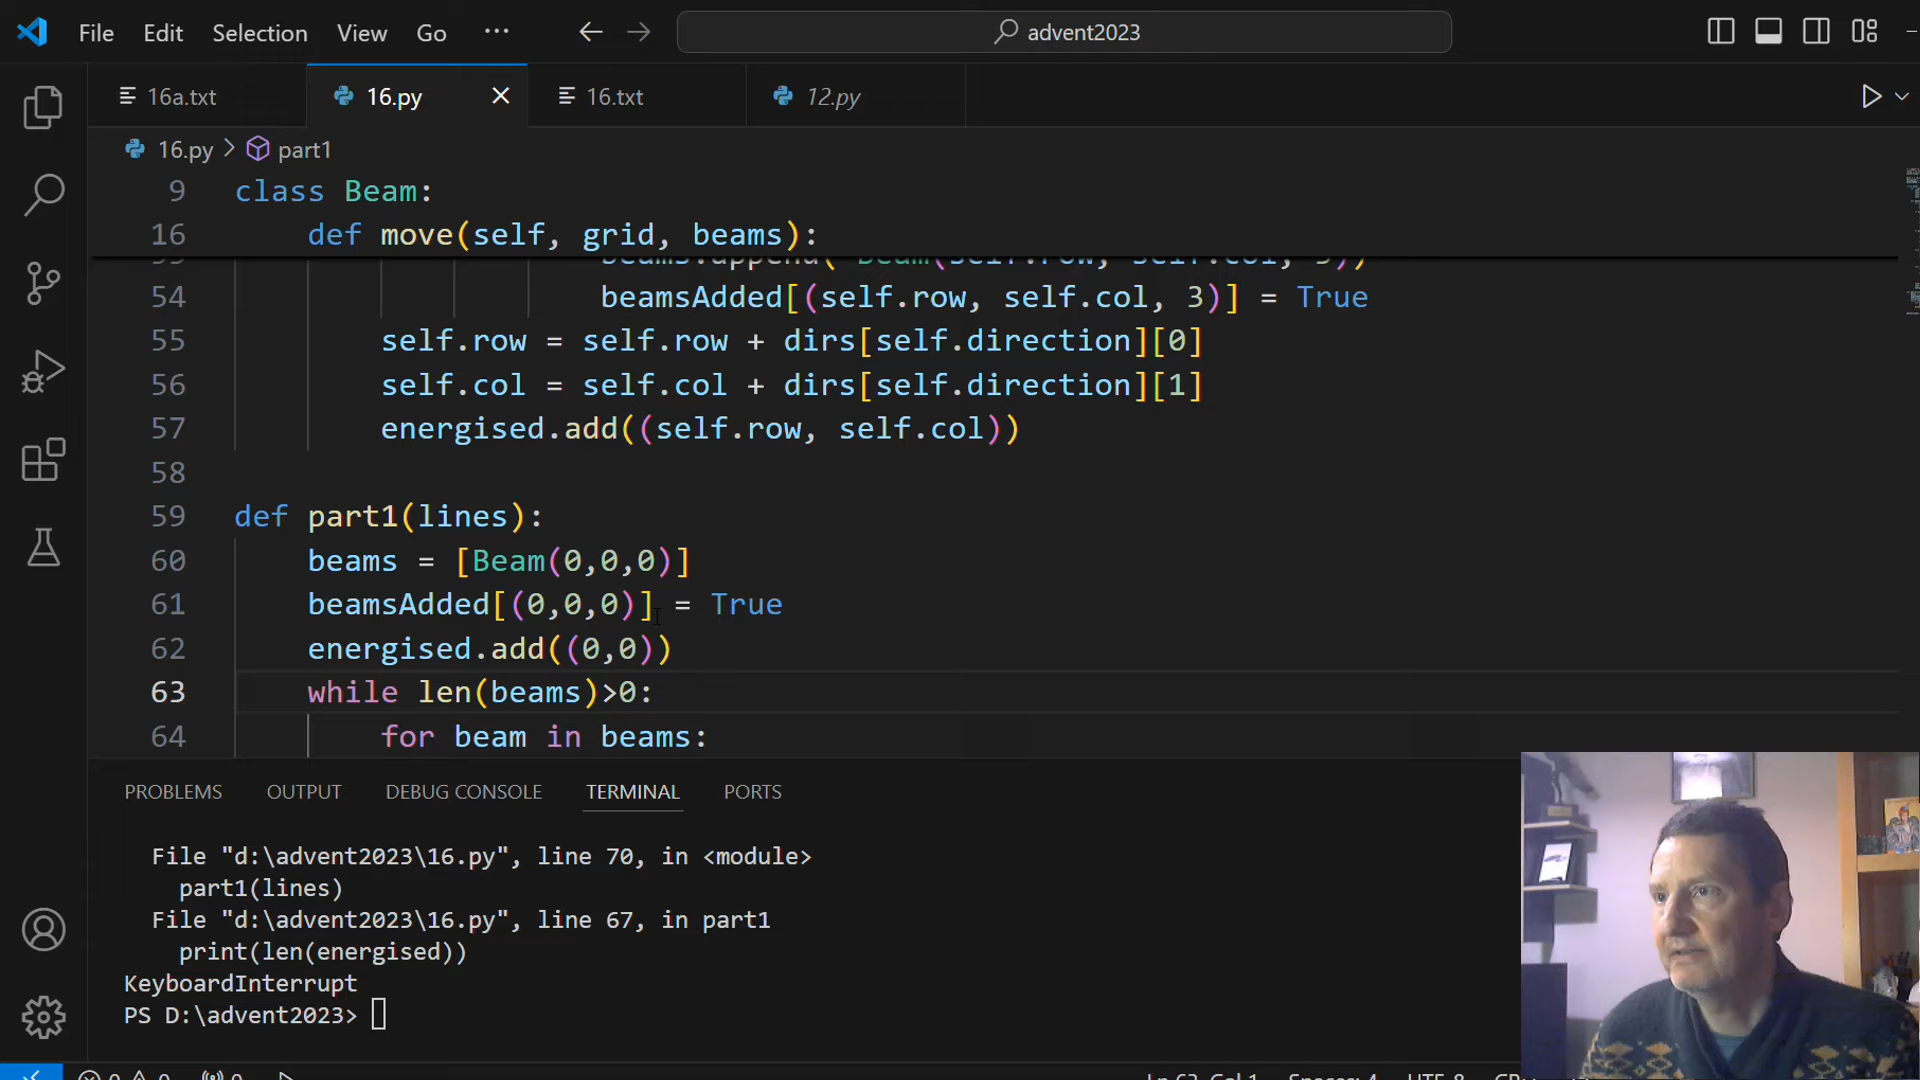 File Edit Selection View Go ··· advent2023
16a.txt 16.py 16.txt 12.py
16.py > part1
9 class Beam:
16 def move(self, grid, beams):
54 beamsAdded[(self.row, self.col, 3)] = True
55 self.row = self.row + dirs[self.direction][0]
56 self.col = self.col + dirs[self.direction][1]
57 energised.add((self.row, self.col))
58
59 def part1(lines):
60 beams = [Beam(0,0,0)]
61 beamsAdded[(0,0,0)] = True
62 energised.add((0,0))
63 while len(beams)>0:
64 for beam in beams:
PROBLEMS OUTPUT DEBUG CONSOLE TERMINAL PORTS
File "d:\advent2023\16.py", line 70, in <module>
part1(lines)
File "d:\advent2023\16.py", line 67, in part1
print(len(energised))
KeyboardInterrupt
PS D:\advent2023>